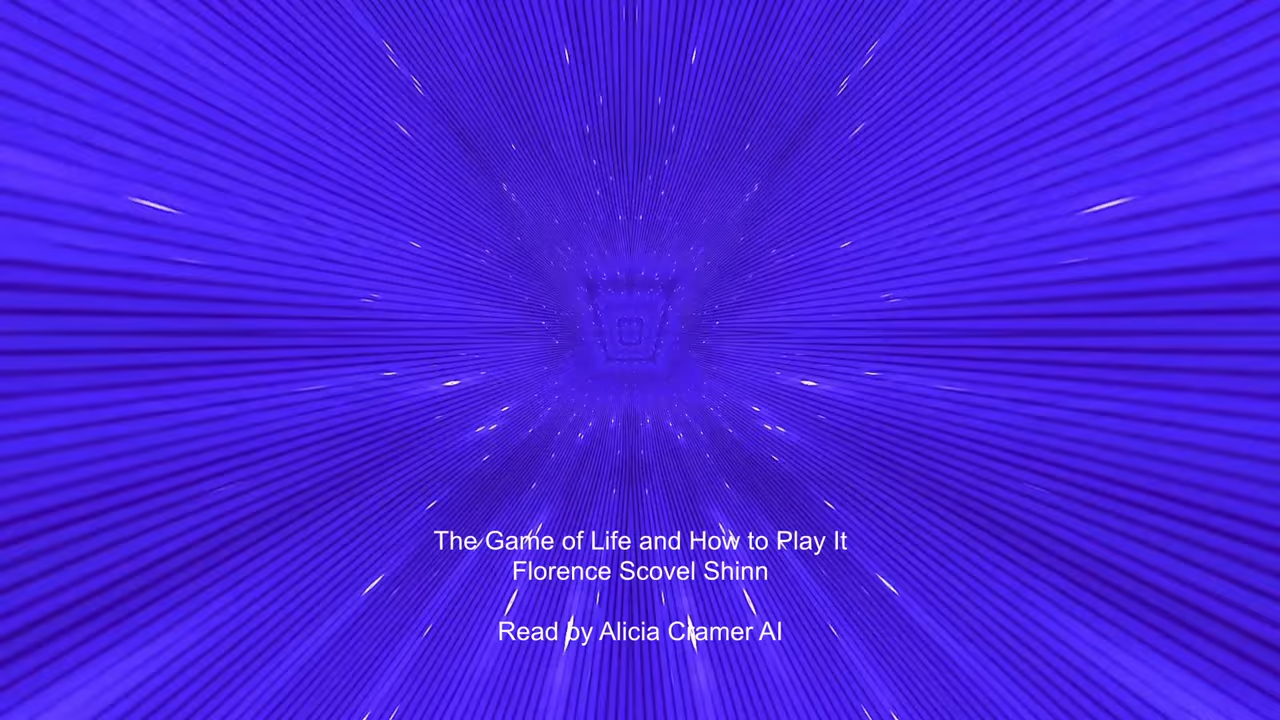 The Game of Life and How to Play It
Florence Scovel Shinn
Read by Alicia Cramer AI